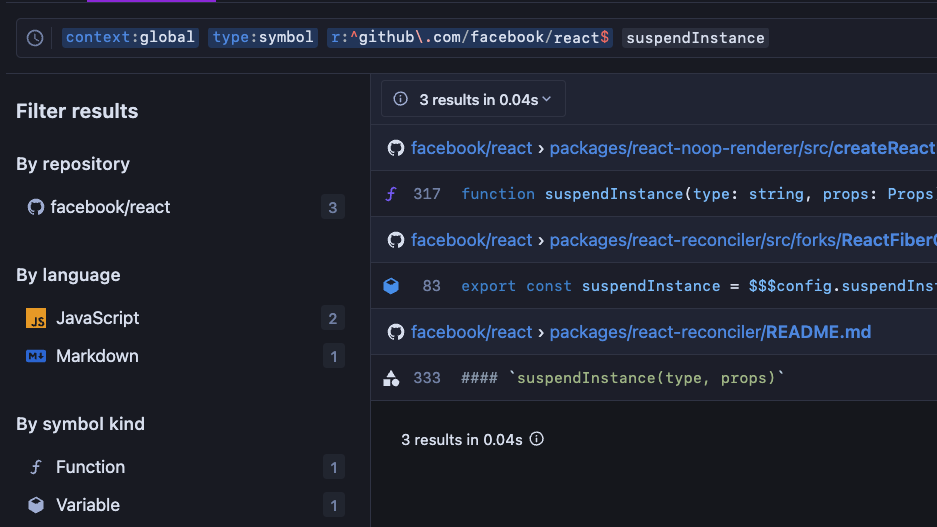 context:global type:symbol r:^github\.com/facebook/react$ suspendInstance
Filter results
By repository
facebook/react 3
By language
JS JavaScript 2
M Markdown 1
By symbol kind
Function 1
Variable 1
3 results in 0.04s
facebook/react › packages/react-noop-renderer/src/createReact
317 function suspendInstance(type: string, props: Props
facebook/react › packages/react-reconciler/src/forks/ReactFiberC
83 export const suspendInstance = $$$config.suspendInst
facebook/react › packages/react-reconciler/README.md
333 #### `suspendInstance(type, props)`
3 results in 0.04s